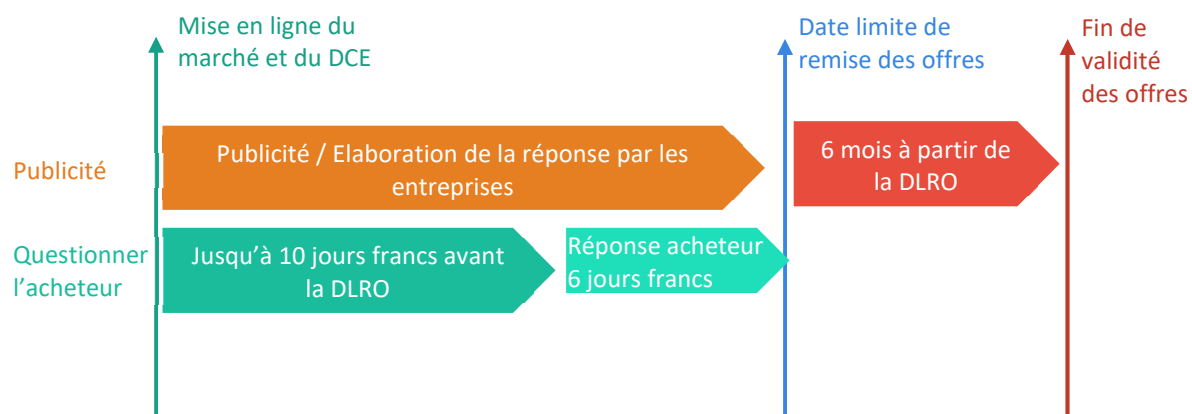 Mise en ligne du
marché et du DCE
Date limite de
remise des offres
Fin de
validité
des offres
Publicité
Publicité / Elaboration de la réponse par les
entreprises
6 mois à partir de
la DLRO
Questionner
l’acheteur
Jusqu’à 10 jours francs avant
la DLRO
Réponse acheteur
6 jours francs